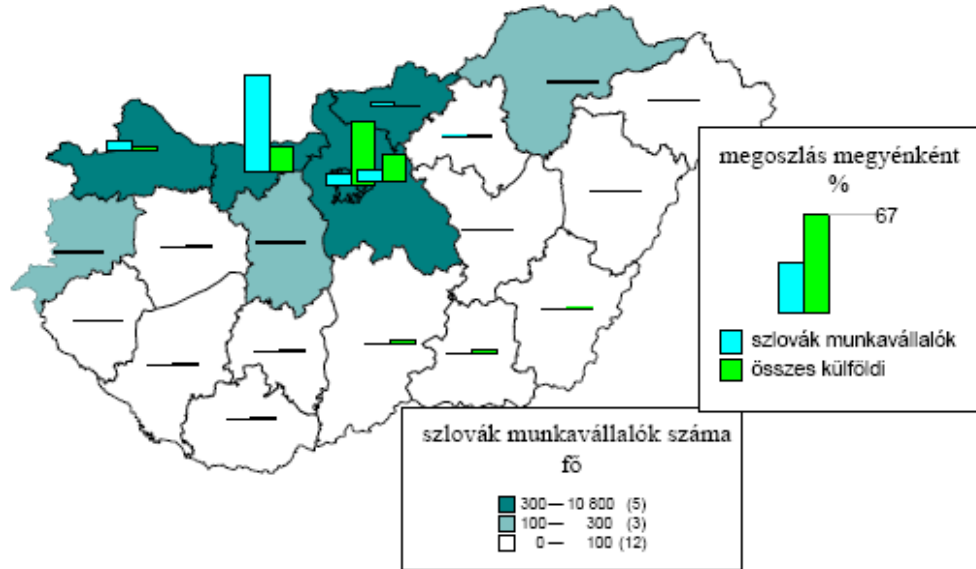 megoszlás megyénként
%
67
szlovák munkavállalók
összes külföldi
szlovák munkavállalók száma
fő
300— 10 800 (5)
100— 300 (3)
0— 100 (12)